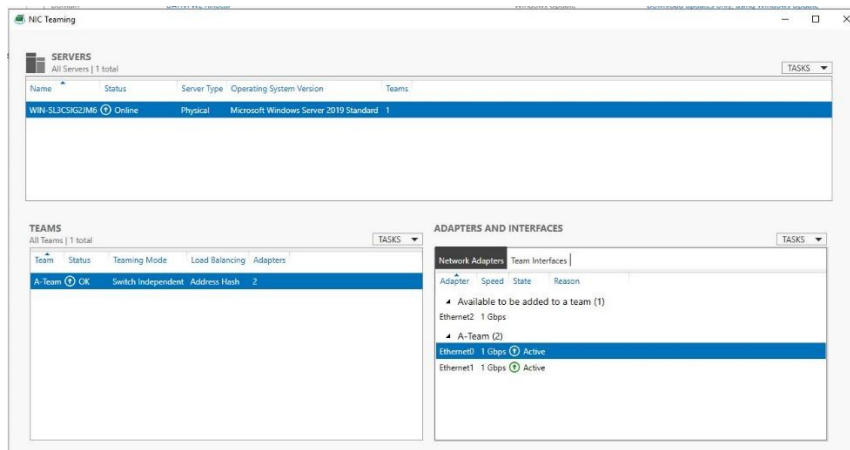 NIC Teaming
SERVERS
All Servers | 1 total
TASKS
Name Status Server Type Operating System Version Teams
WIN-SL3CSIG2JM6 Online Physical Microsoft Windows Server 2019 Standard 1
TEAMS
All Teams | 1 total
TASKS
Team Status Teaming Mode Load Balancing Adapters
A-Team OK Switch Independent Address Hash 2
ADAPTERS AND INTERFACES
TASKS
Network Adapters Team Interfaces
Adapter Speed State Reason
Available to be added to a team (1)
Ethernet2 1 Gbps
A-Team (2)
Ethernet0 1 Gbps Active
Ethernet1 1 Gbps Active